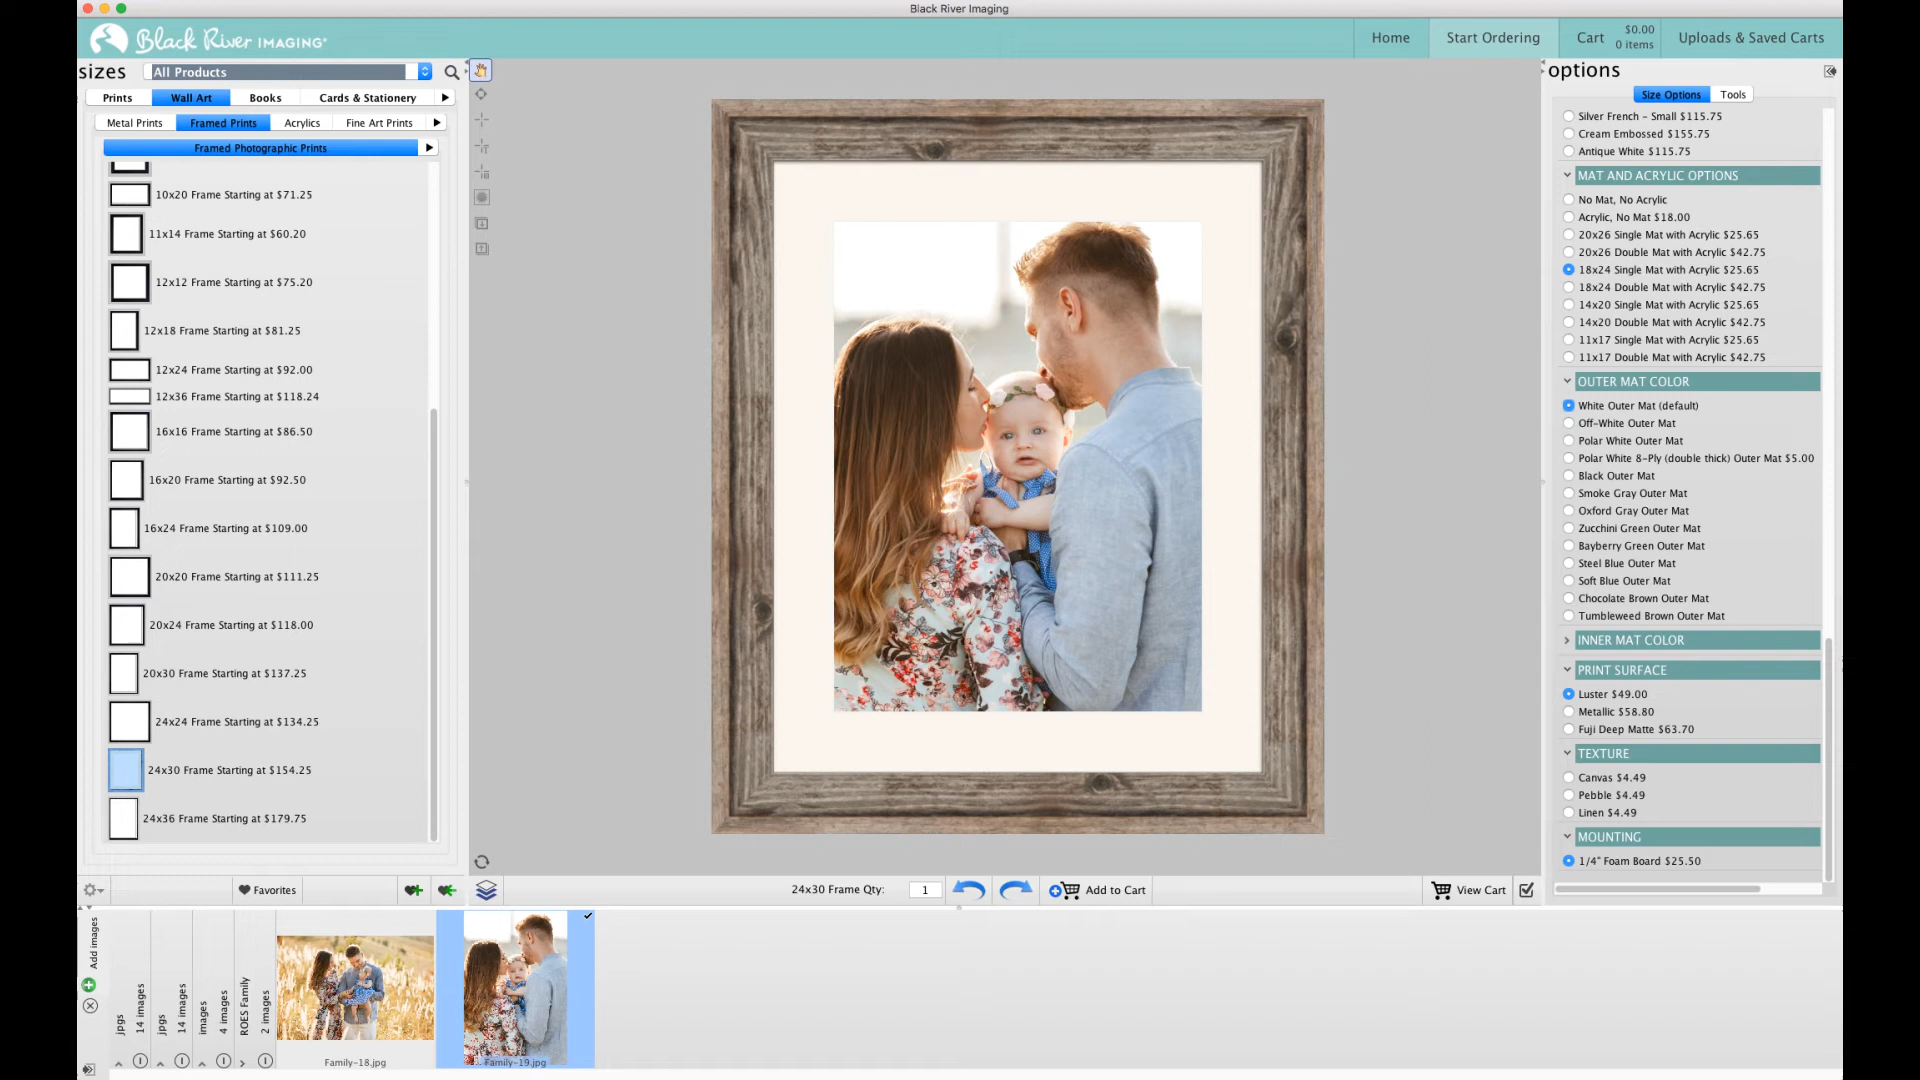 Black River Imaging
Black River IMAGING
Home
Start Ordering
Cart
$0.00
0 items
Uploads & Saved Carts
sizes
All Products
Prints
Wall Art
Books
Cards & Stationery
Metal Prints
Framed Prints
Acrylics
Fine Art Prints
Framed Photographic Prints
10x20 Frame Starting at $71.25
11x14 Frame Starting at $60.20
12x12 Frame Starting at $75.20
12x18 Frame Starting at $81.25
12x24 Frame Starting at $92.00
12x36 Frame Starting at $118.24
16x16 Frame Starting at $86.50
16x20 Frame Starting at $92.50
16x24 Frame Starting at $109.00
20x20 Frame Starting at $111.25
20x24 Frame Starting at $118.00
20x30 Frame Starting at $137.25
24x24 Frame Starting at $134.25
24x30 Frame Starting at $154.25
24x36 Frame Starting at $179.75
Favorites
24x30 Frame Qty:
1
Add to Cart
View Cart
options
Size Options
Tools
Silver French - Small $115.75
Cream Embossed $155.75
Antique White $115.75
MAT AND ACRYLIC OPTIONS
No Mat, No Acrylic
Acrylic, No Mat $18.00
20x26 Single Mat with Acrylic $25.65
20x26 Double Mat with Acrylic $42.75
18x24 Single Mat with Acrylic $25.65
18x24 Double Mat with Acrylic $42.75
14x20 Single Mat with Acrylic $25.65
14x20 Double Mat with Acrylic $42.75
11x17 Single Mat with Acrylic $25.65
11x17 Double Mat with Acrylic $42.75
OUTER MAT COLOR
White Outer Mat (default)
Off-White Outer Mat
Polar White Outer Mat
Polar White 8-Ply (double thick) Outer Mat $5.00
Black Outer Mat
Smoke Gray Outer Mat
Oxford Gray Outer Mat
Zucchini Green Outer Mat
Bayberry Green Outer Mat
Steel Blue Outer Mat
Soft Blue Outer Mat
Chocolate Brown Outer Mat
Tumbleweed Brown Outer Mat
INNER MAT COLOR
PRINT SURFACE
Luster $49.00
Metallic $58.80
Fuji Deep Matte $63.70
TEXTURE
Canvas $4.49
Pebble $4.49
Linen $4.49
MOUNTING
1/4" Foam Board $25.50
Add images
jpgs
14 images
jpgs
14 images
images
4 images
ROES Family
2 images
Family-18.jpg
Family-19.jpg